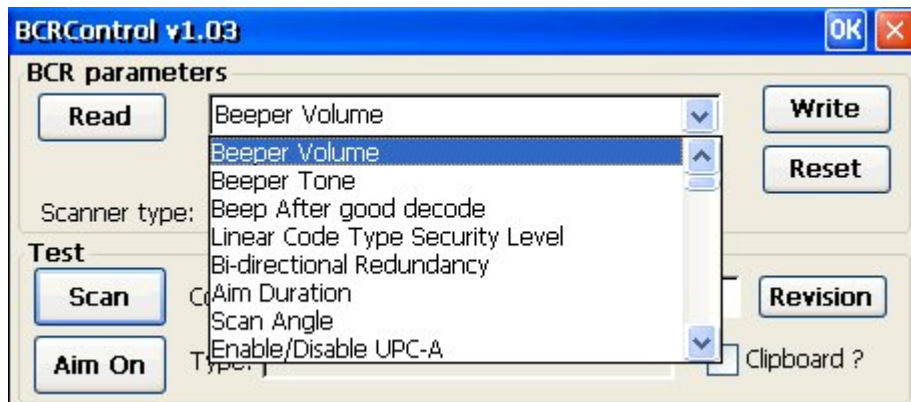 BCRControl v1.03 OK
BCR parameters
Read Beeper Volume Write
Beeper Volume
Beeper Tone Reset
Beep After good decode
Scanner type:
Linear Code Type Security Level
Test
Bi-directional Redundancy
Scan Aim Duration Revision
Scan Angle
Enable/Disable UPC-A
Aim On Clipboard ?